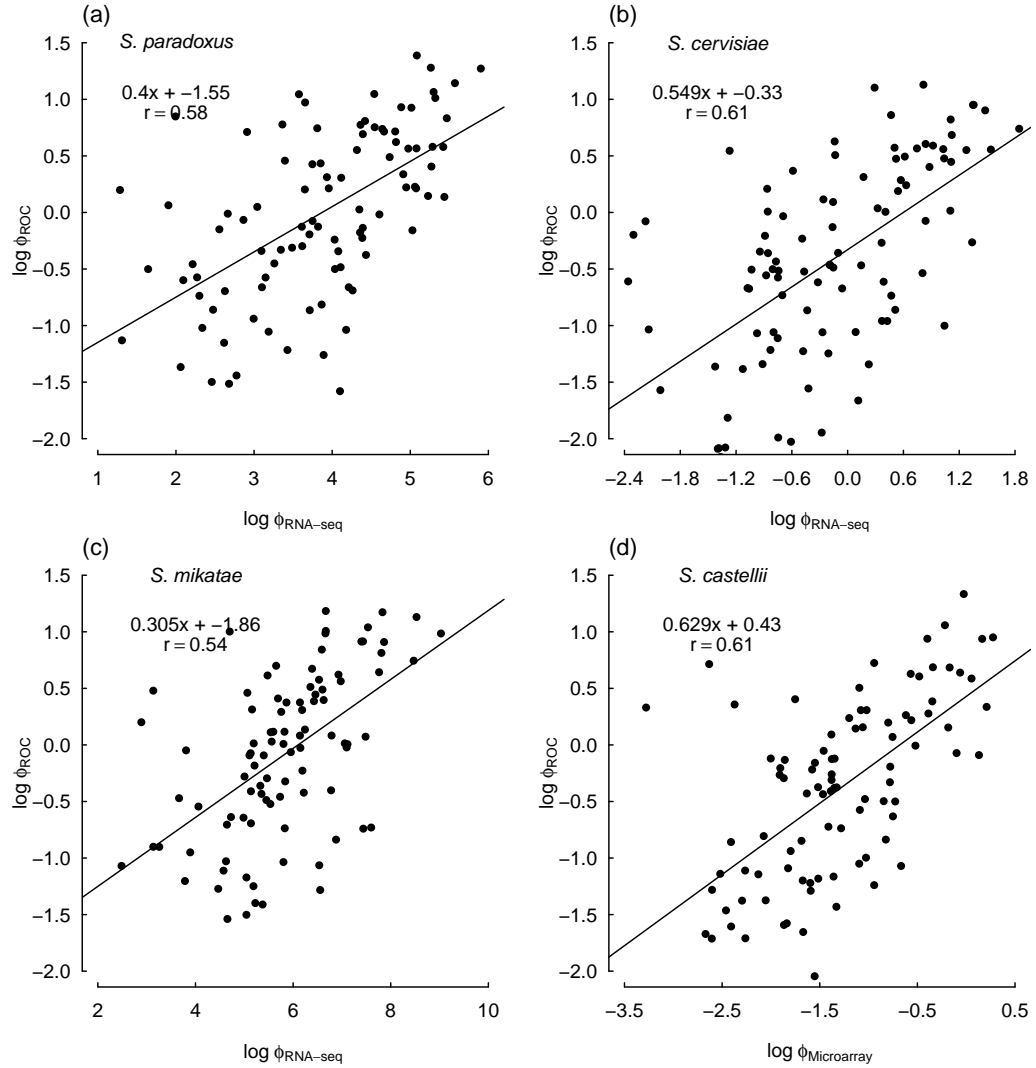 (a)
S. paradoxus
0.4x + −1.55
r = 0.58
1.5
1.0
0.5
0.0
−0.5
−1.0
−1.5
−2.0
log ϕROC
1 2 3 4 5 6
log ϕRNA−seq
(b)
S. cervisiae
0.549x + −0.33
r = 0.61
1.5
1.0
0.5
0.0
−0.5
−1.0
−1.5
−2.0
log ϕROC
−2.4 −1.8 −1.2 −0.6 0.0 0.6 1.2 1.8
log ϕRNA−seq
(c)
S. mikatae
0.305x + −1.86
r = 0.54
1.5
1.0
0.5
0.0
−0.5
−1.0
−1.5
−2.0
log ϕROC
2 4 6 8 10
log ϕRNA−seq
(d)
S. castellii
0.629x + 0.43
r = 0.61
1.5
1.0
0.5
0.0
−0.5
−1.0
−1.5
−2.0
log ϕROC
−3.5 −2.5 −1.5 −0.5 0.5
log ϕMicroarray